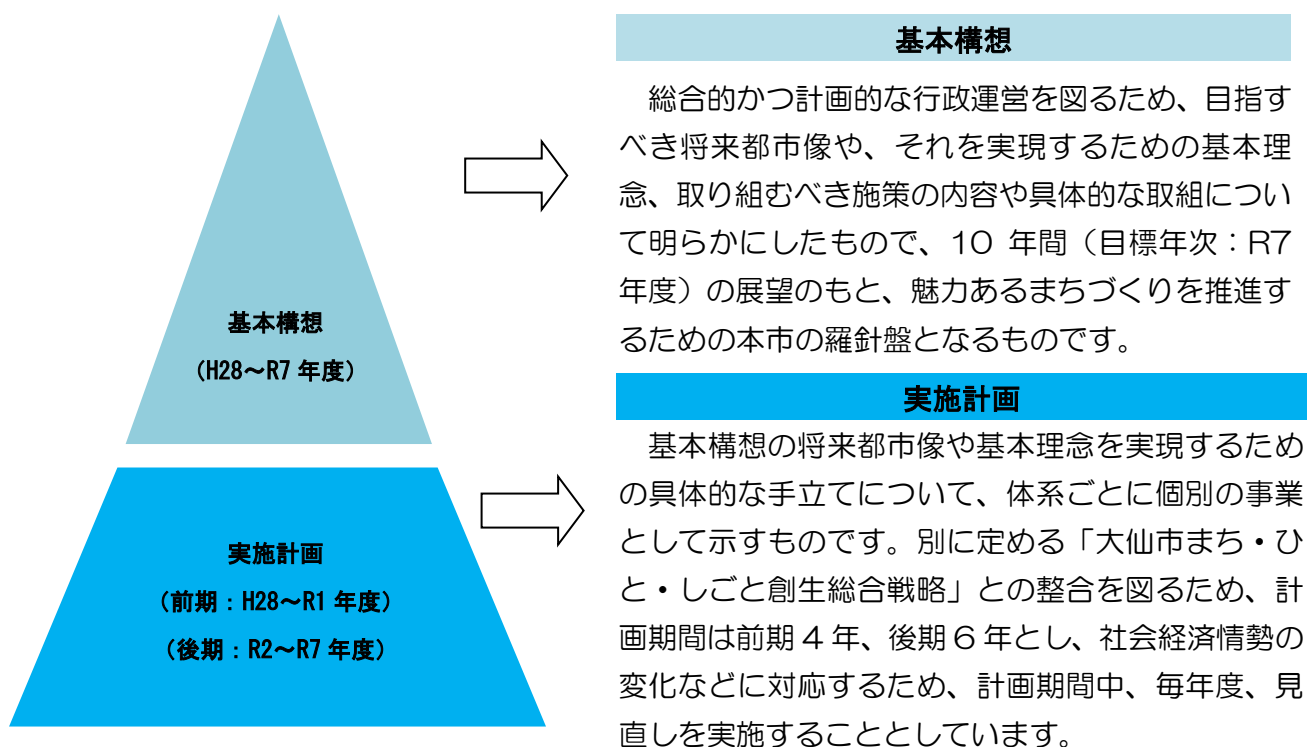 基本構想
(H28～R7 年度)
実施計画
(前期：H28～R1 年度)
(後期：R2～R7 年度)
基本構想
総合的かつ計画的な行政運営を図るため、目指す
べき将来都市像や、それを実現するための基本理
念、取り組むべき施策の内容や具体的な取組につい
て明らかにしたもので、10 年間（目標年次：R7
年度）の展望のもと、魅力あるまちづくりを推進す
るための本市の羅針盤となるものです。
実施計画
基本構想の将来都市像や基本理念を実現するため
の具体的な手立てについて、体系ごとに個別の事業
として示すものです。別に定める「大仙市まち・ひ
と・しごと創生総合戦略」との整合を図るため、計
画期間は前期４年、後期６年とし、社会経済情勢の
変化などに対応するため、計画期間中、毎年度、見
直しを実施することとしています。